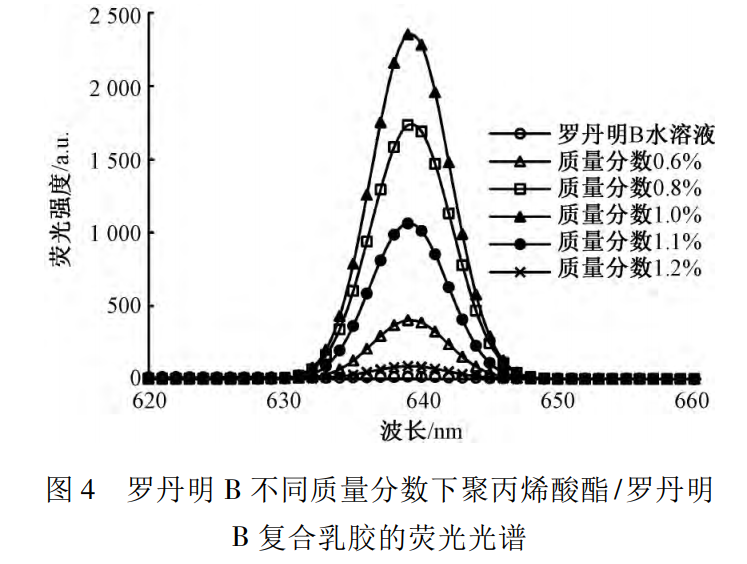 2 500
2 000
1 500
1 000
500
0
荧光强度/a.u.
620
630
640
650
660
波长/nm
罗丹明B水溶液
质量分数0.6%
质量分数0.8%
质量分数1.0%
质量分数1.1%
质量分数1.2%
图 4 罗丹明 B 不同质量分数下聚丙烯酸酯/罗丹明
B 复合乳胶的荧光光谱